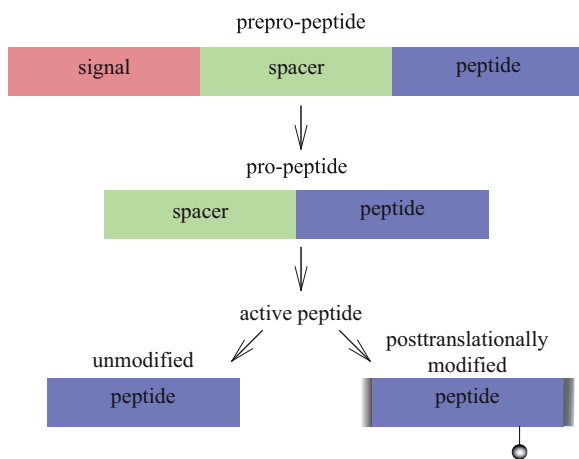 prepro-peptide
signal spacer peptide
pro-peptide
spacer peptide
active peptide
unmodified
peptide
posttranslationally
modified
peptide